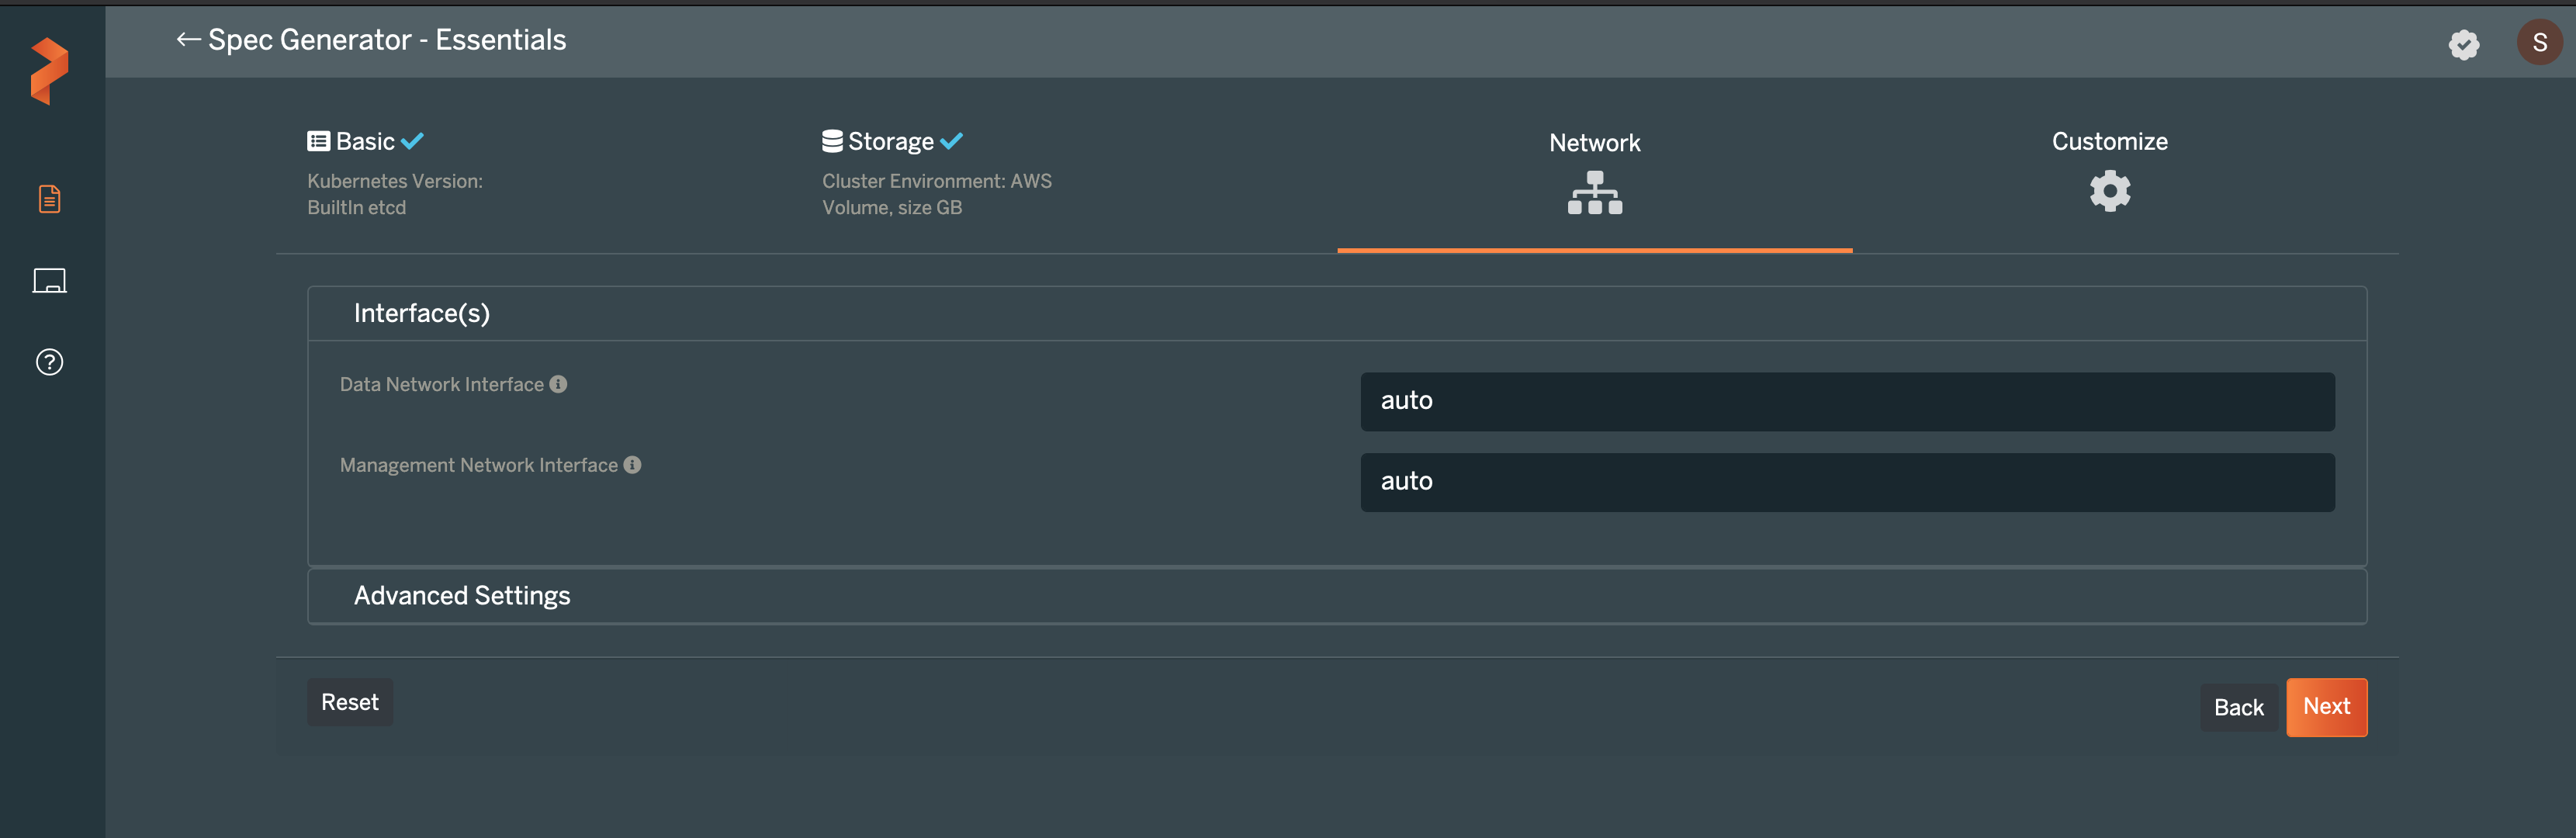 Spec Generator - Essentials
S
Basic
Kubernetes Version:
BuiltIn etcd
Storage
Cluster Environment: AWS
Volume, size GB
Network
Customize
Interface(s)
Data Network Interface
auto
Management Network Interface
auto
Advanced Settings
Reset
Back
Next